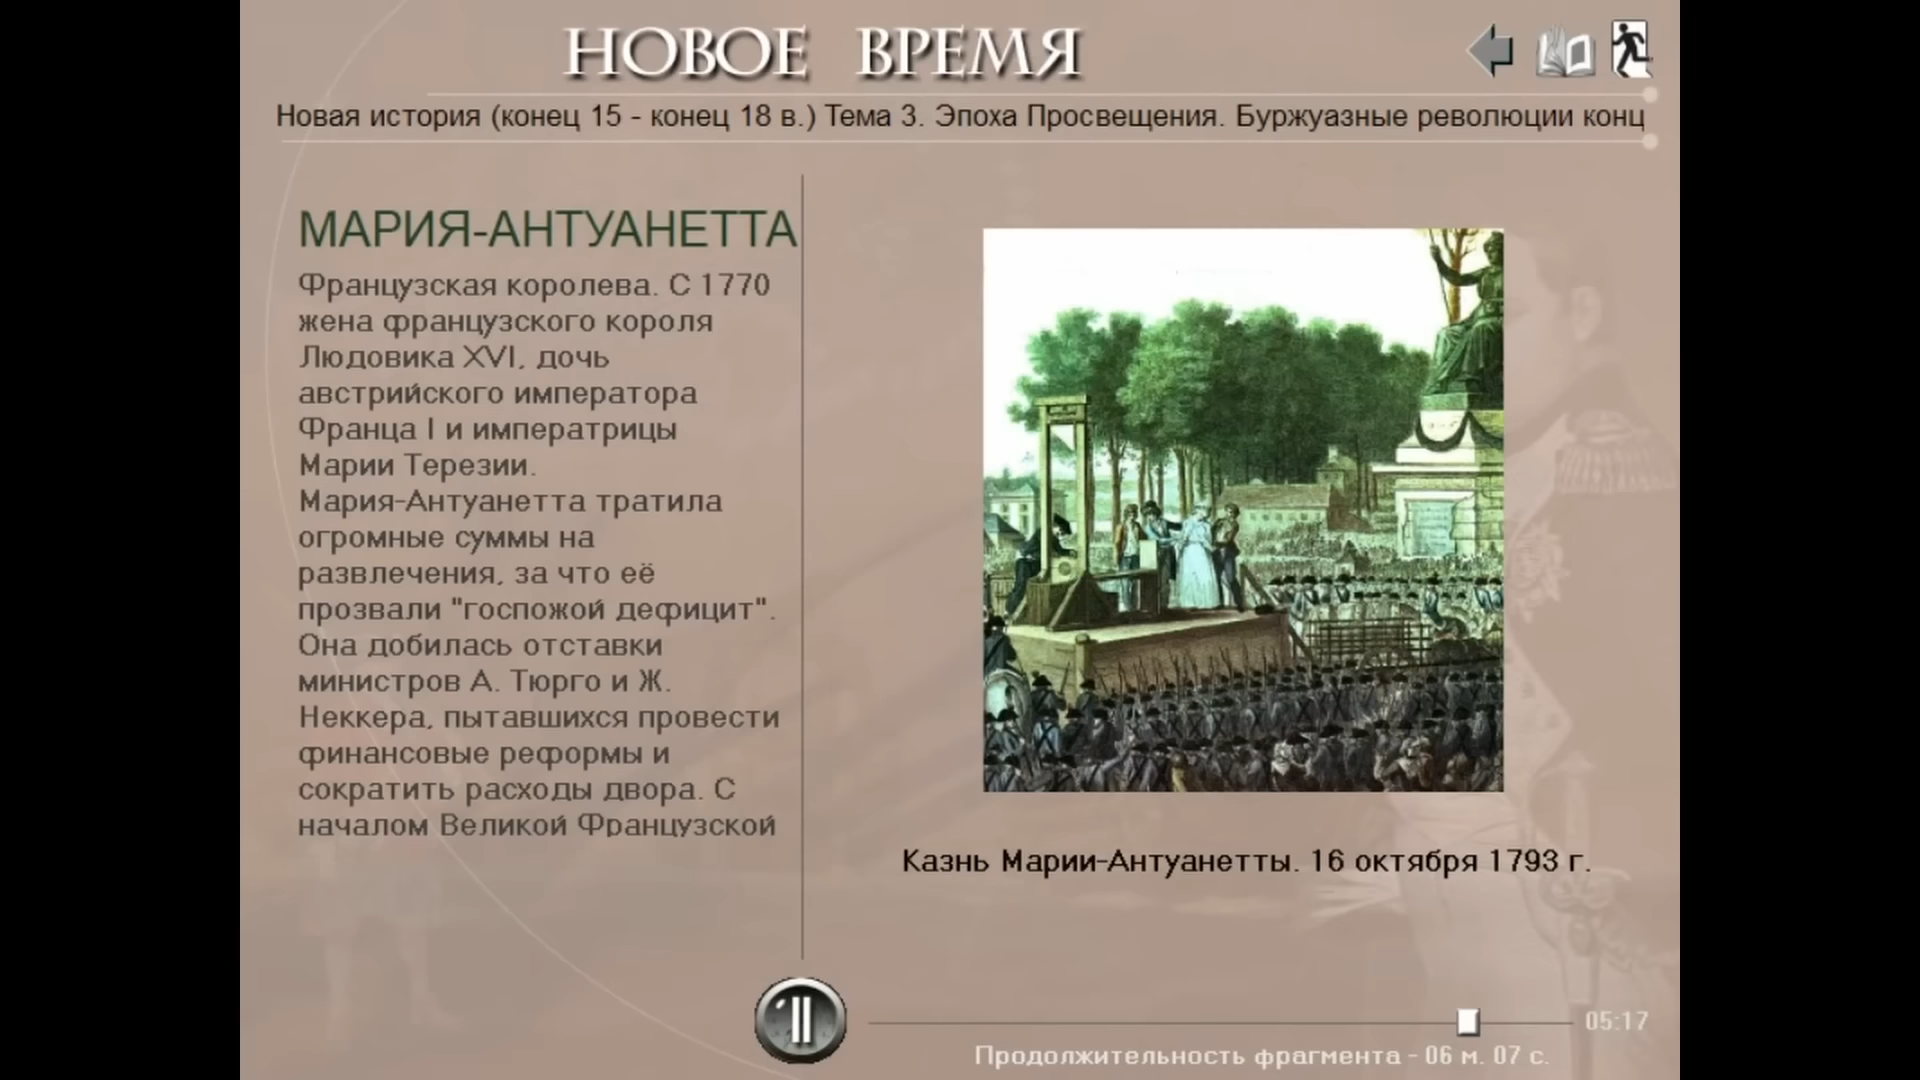 НОВОЕ ВРЕМЯ
Новая история (конец 15 - конец 18 в.) Тема 3. Эпоха Просвещения. Буржуазные революции конц
МАРИЯ-АНТУАНЕТТА
Французская королева. С 1770
жена французского короля
Людовика XVI, дочь
австрийского императора
Франца I и императрицы
Марии Терезии.
Мария-Антуанетта тратила
огромные суммы на
развлечения, за что её
прозвали "госпожой дефицит".
Она добилась отставки
министров А. Тюрго и Ж.
Неккера, пытавшихся провести
финансовые реформы и
сократить расходы двора. С
началом Великой Французской
Казнь Марии-Антуанетты. 16 октября 1793 г.
05:17
Продолжительность фрагмента - 06 м. 07 с.